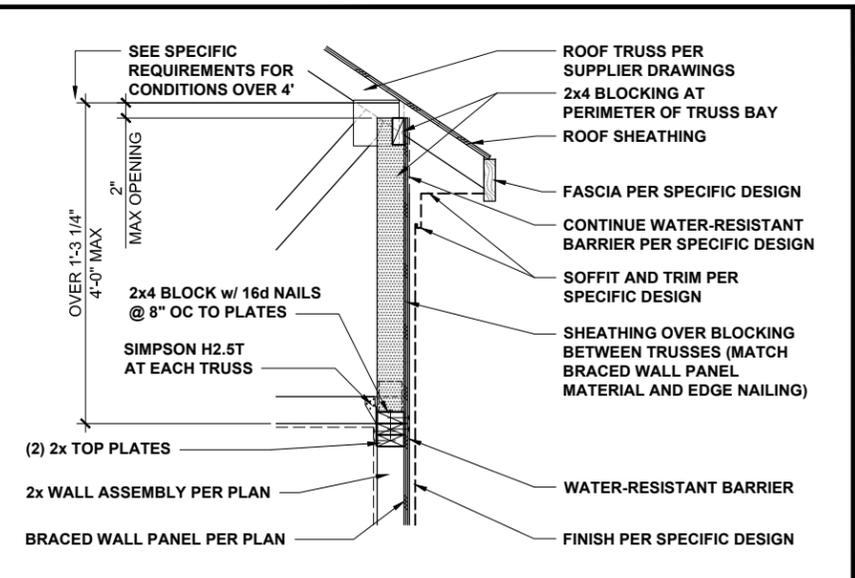 SEE SPECIFIC
REQUIREMENTS FOR
CONDITIONS OVER 4'
2"
MAX OPENING
OVER 1'-3 1/4"
4'-0" MAX
2x4 BLOCK w/ 16d NAILS
@ 8" OC TO PLATES
SIMPSON H2.5T
AT EACH TRUSS
(2) 2x TOP PLATES
2x WALL ASSEMBLY PER PLAN
BRACED WALL PANEL PER PLAN
ROOF TRUSS PER
SUPPLIER DRAWINGS
2x4 BLOCKING AT
PERIMETER OF TRUSS BAY
ROOF SHEATHING
FASCIA PER SPECIFIC DESIGN
CONTINUE WATER-RESISTANT
BARRIER PER SPECIFIC DESIGN
SOFFIT AND TRIM PER
SPECIFIC DESIGN
SHEATHING OVER BLOCKING
BETWEEN TRUSSES (MATCH
BRACED WALL PANEL
MATERIAL AND EDGE NAILING)
WATER-RESISTANT BARRIER
FINISH PER SPECIFIC DESIGN